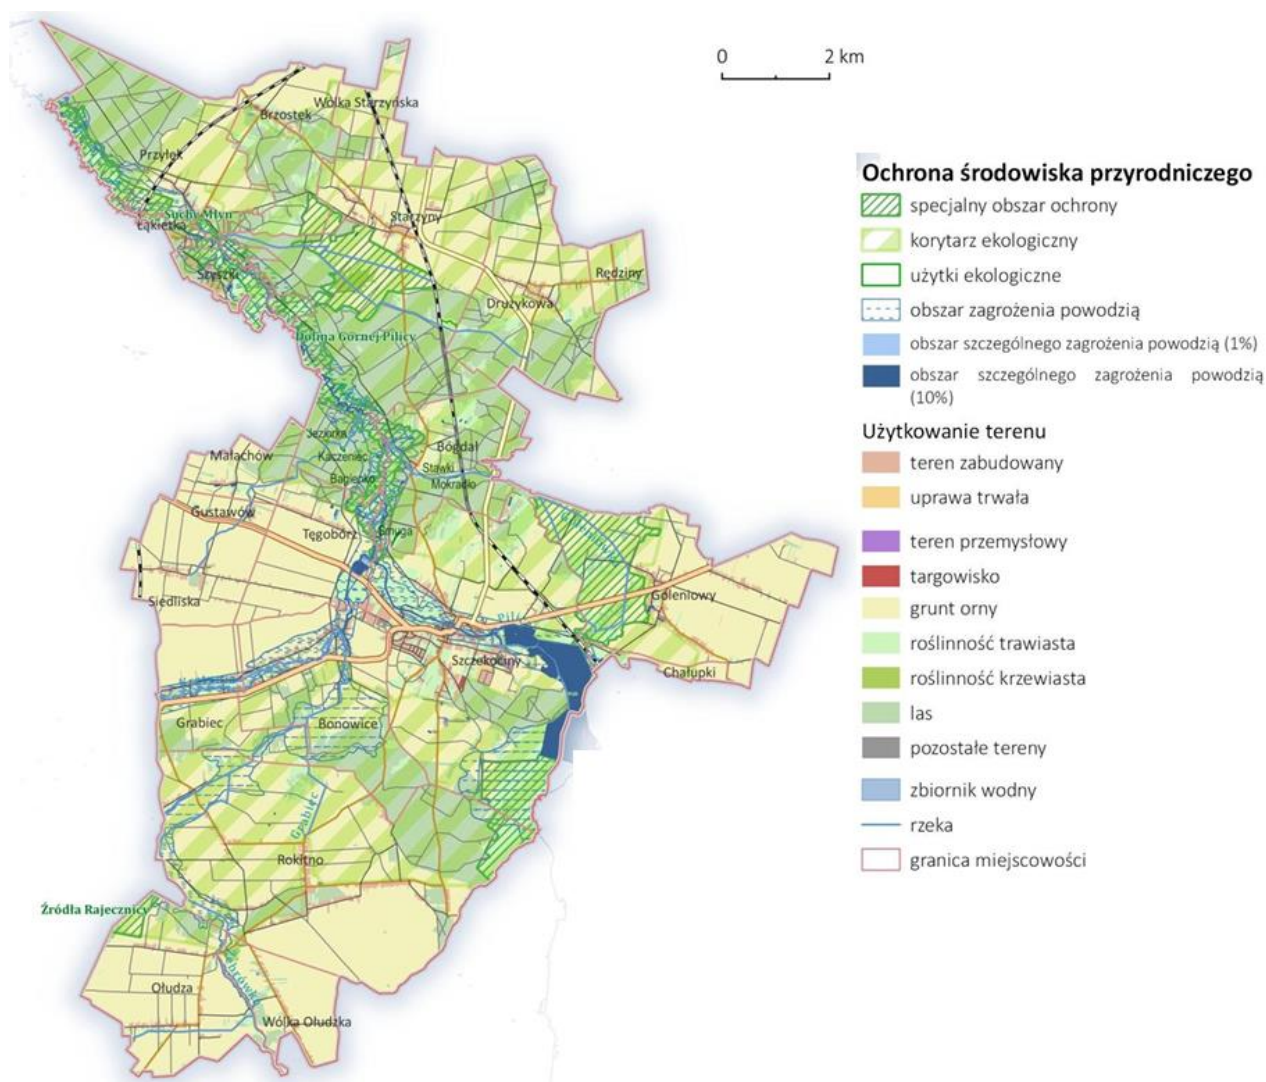 0 2 km
Wólka Starzyńska
Brzostek
Przyłęk
Suchy Młyn
Łąkietka
Starzyny
Szyszki
Rędziny
Drużykowa
Dolina Górnej Pilicy
Jeziorka
Małachów
Kaczeniec
Bógdał
Stawki
Bagienko
Mokradło
Gustawów
Tęgobórz
Smuga
Siedliska
Goleniowy
Szczekociny
Chałupki
Grabiec
Bonowice
Grabiec
Rokitno
Źródła Rajecznicy
Ołudza
Wólka Ołudzka
Ochrona środowiska przyrodniczego
specjalny obszar ochrony
korytarz ekologiczny
użytki ekologiczne
obszar zagrożenia powodzią
obszar szczególnego zagrożenia powodzią (1%)
obszar szczególnego zagrożenia powodzią
(10%)
Użytkowanie terenu
teren zabudowany
uprawa trwała
teren przemysłowy
targowisko
grunt orny
roślinność trawiasta
roślinność krzewiasta
las
pozostałe tereny
zbiornik wodny
rzeka
granica miejscowości